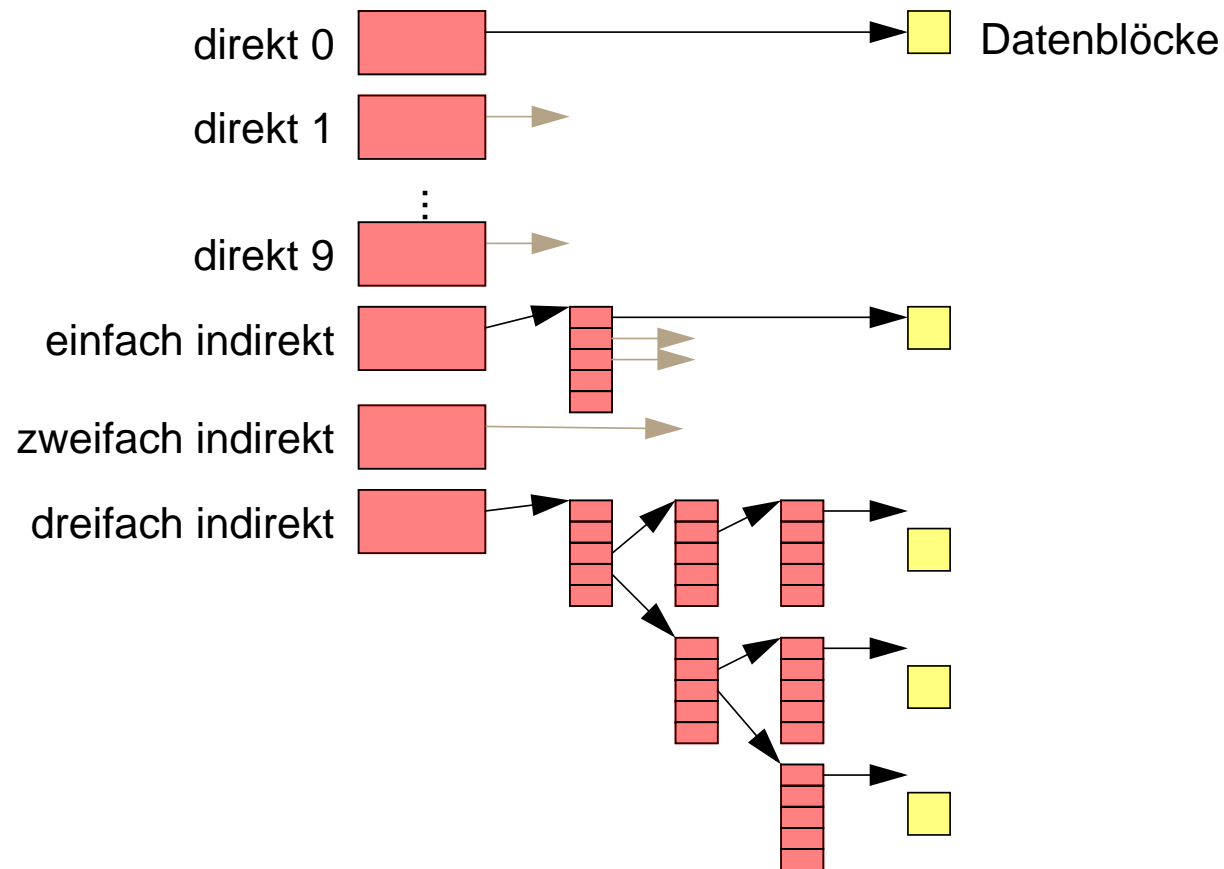 direkt 0
Datenblöcke
direkt 1
direkt 9
einfach indirekt
zweifach indirekt
dreifach indirekt